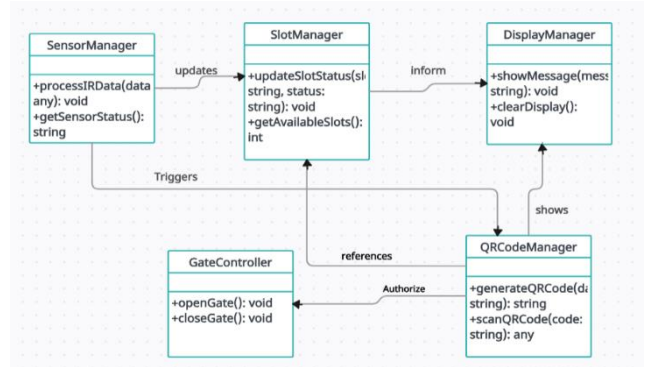 SensorManager
+processIRData(data
any): void
+getSensorStatus():
string
updates
SlotManager
+updateSlotStatus(sl
string, status:
string): void
+getAvailableSlots():
int
inform
DisplayManager
+showMessage(mess
string): void
+clearDisplay():
void
Triggers
shows
references
GateController
+openGate(): void
+closeGate(): void
Authorize
QRCodeManager
+generateQRCode(da
string): string
+scanQRCode(code:
string): any